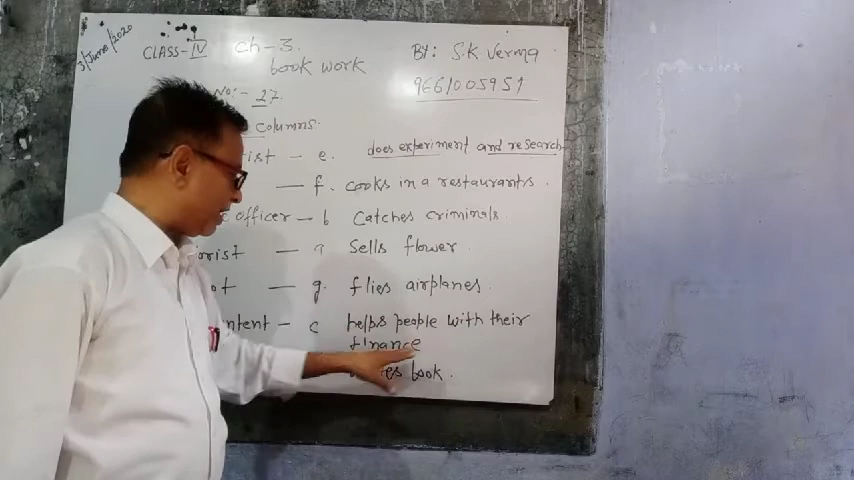 3/June/2020
CLASS-IV Ch-3. By: S.K Verma
book work 9661005951
No:- 27.
columns.
ist - e. does experiment and research
— f. cooks in a restaurants.
officer - b Catches criminals.
orist — a Sells flower.
ot — g. flies airplanes.
ntent - c helps people with their
finance
book.